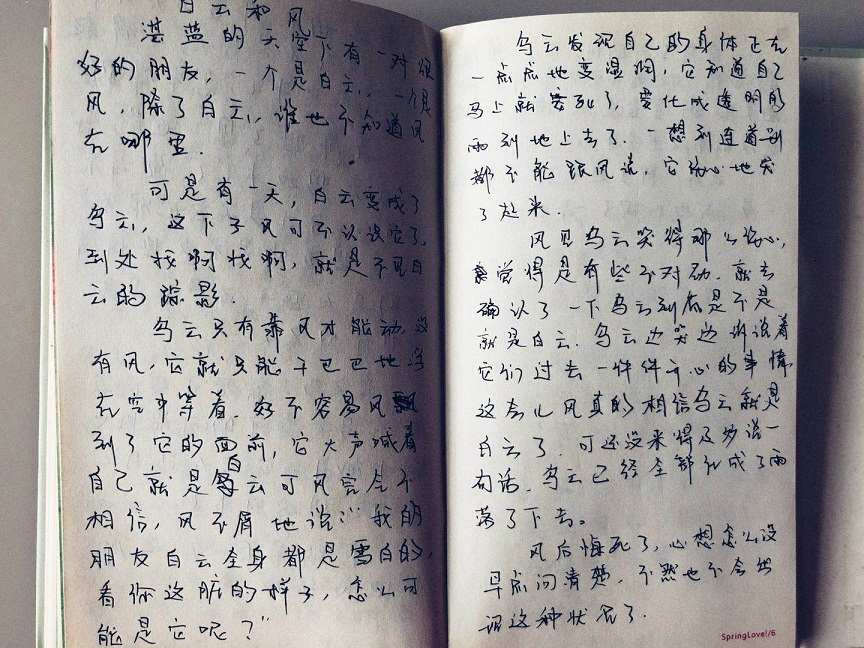 白云和风
湛蓝的天空下有一对很
好的朋友，一个是白云，一个是
风，除了白云，谁也不知道风
在哪里．
可是有一天，白云变成了
乌云，这下子风可不认识它了，
到处找啊找啊，就是不见白
云的踪影．
乌云只有靠风才能动，没
有风，它就只能干巴巴地浮
在空中等着．好不容易风飘
到了它的面前，它大声喊着
自己就是白云可风完全不
相信，风不屑地说：“我的
朋友白云全身都是雪白的，
看你这脏的样子，怎么可
能是它呢？”
乌云发现自己的身体正在
一点点地变湿润，它知道自己
马上就要死了，要化成透明的
雨到地上去了．一想到连道别
都不能跟风说，它伤心地哭
了起来．
风见乌云哭得那么伤心，
觉得是有些不对劲．就去
确认了一下乌云到底是不是
就是白云．乌云边哭边诉说着
它们过去一件件开心的事情
这会儿风真的相信乌云就是
白云了．可还没来得及说一
句话，乌云已经全部化成了雨
落了下去。
风后悔死了，心想怎么没
早点问清楚，不然也不会出
现这种状况了．
SpringLove!/6